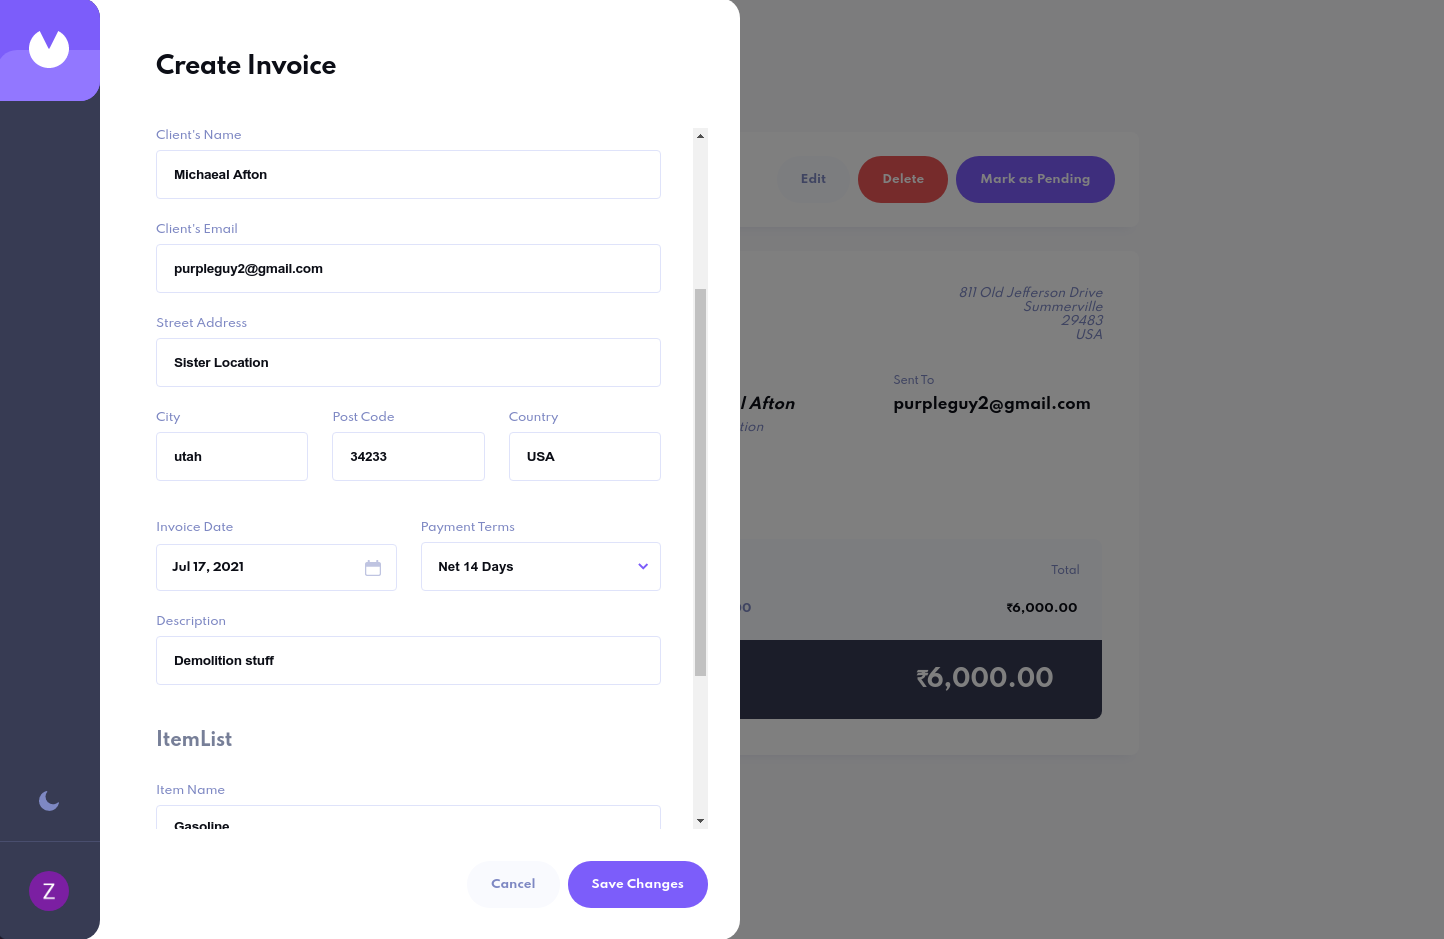 Create Invoice
Client's Name
Michaeal Afton
Client's Email
purpleguy2@gmail.com
Street Address
Sister Location
City Post Code Country
utah 34233 USA
Invoice Date Payment Terms
Jul 17, 2021 Net 14 Days
Description
Demolition stuff
ItemList
Item Name
Gasoline
Cancel Save Changes
Z
Edit Delete Mark as Pending
811 Old Jefferson Drive
Summerville
29483
USA
Sent To
Afton purpleguy2@gmail.com
Total
₹6,000.00
₹6,000.00